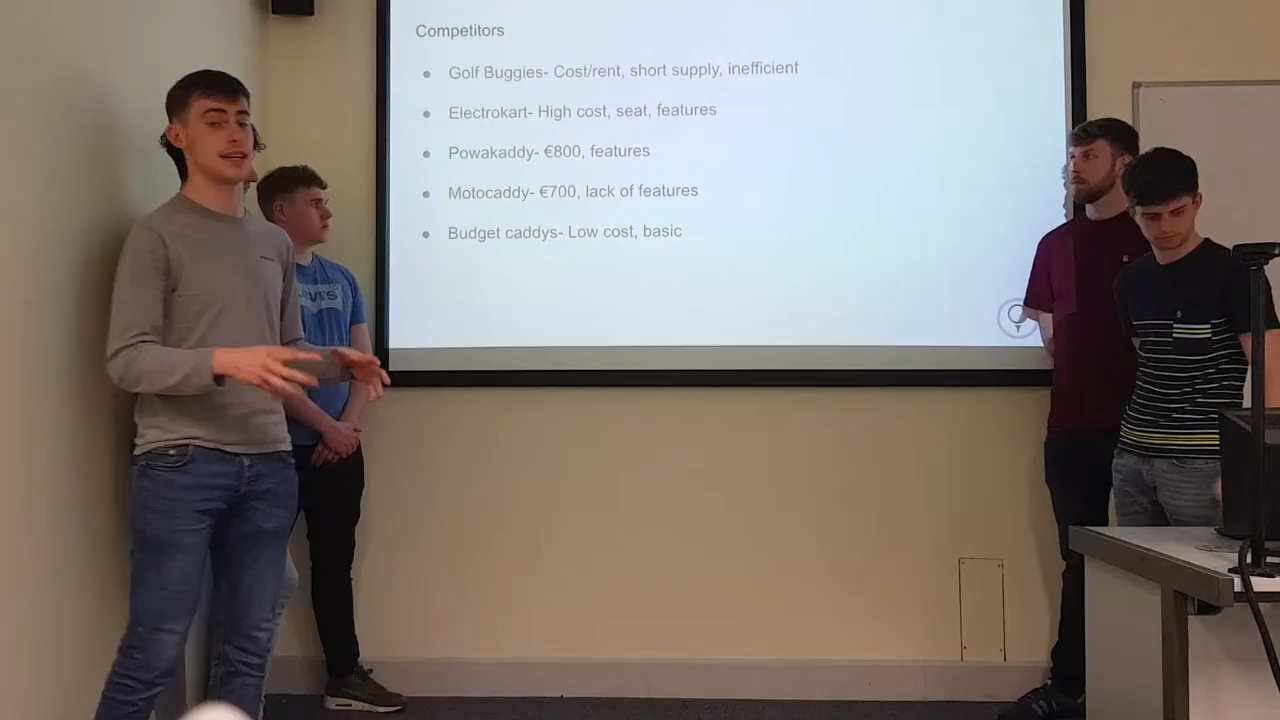 Competitors
Golf Buggies- Cost/rent, short supply, inefficient
Electrokart- High cost, seat, features
Powakaddy- €800, features
Motocaddy- €700, lack of features
Budget caddys- Low cost, basic